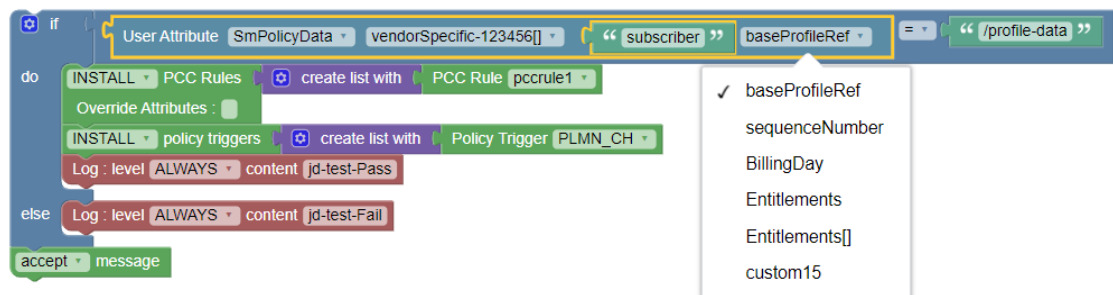 if User Attribute SmPolicyData vendorSpecific-123456[] “ subscriber ” baseProfileRef = “ /profile-data ”
do INSTALL PCC Rules create list with PCC Rule pccrule1
Override Attributes :
INSTALL policy triggers create list with Policy Trigger PLMN_CH
Log : level ALWAYS content jd-test-Pass
else Log : level ALWAYS content jd-test-Fail
accept message
✓ baseProfileRef
sequenceNumber
BillingDay
Entitlements
Entitlements[]
custom15